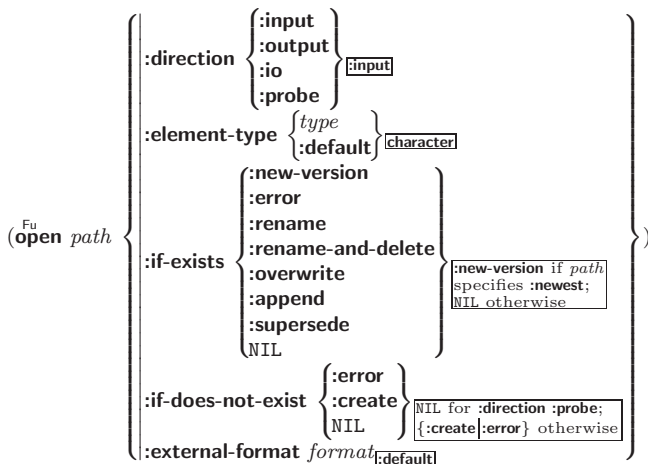 :input
:output
:direction
:io
:input
:probe
type
:element-type
:default
character
:new-version
:error
:rename
Fu
(open path
:rename-and-delete
)
:if-exists
:overwrite
:new-version if path
:append
specifies :newest;
:supersede
NIL otherwise
NIL
:error
:if-does-not-exist
:create
NIL
NIL for :direction :probe;
{:create|:error} otherwise
:external-format format
:default